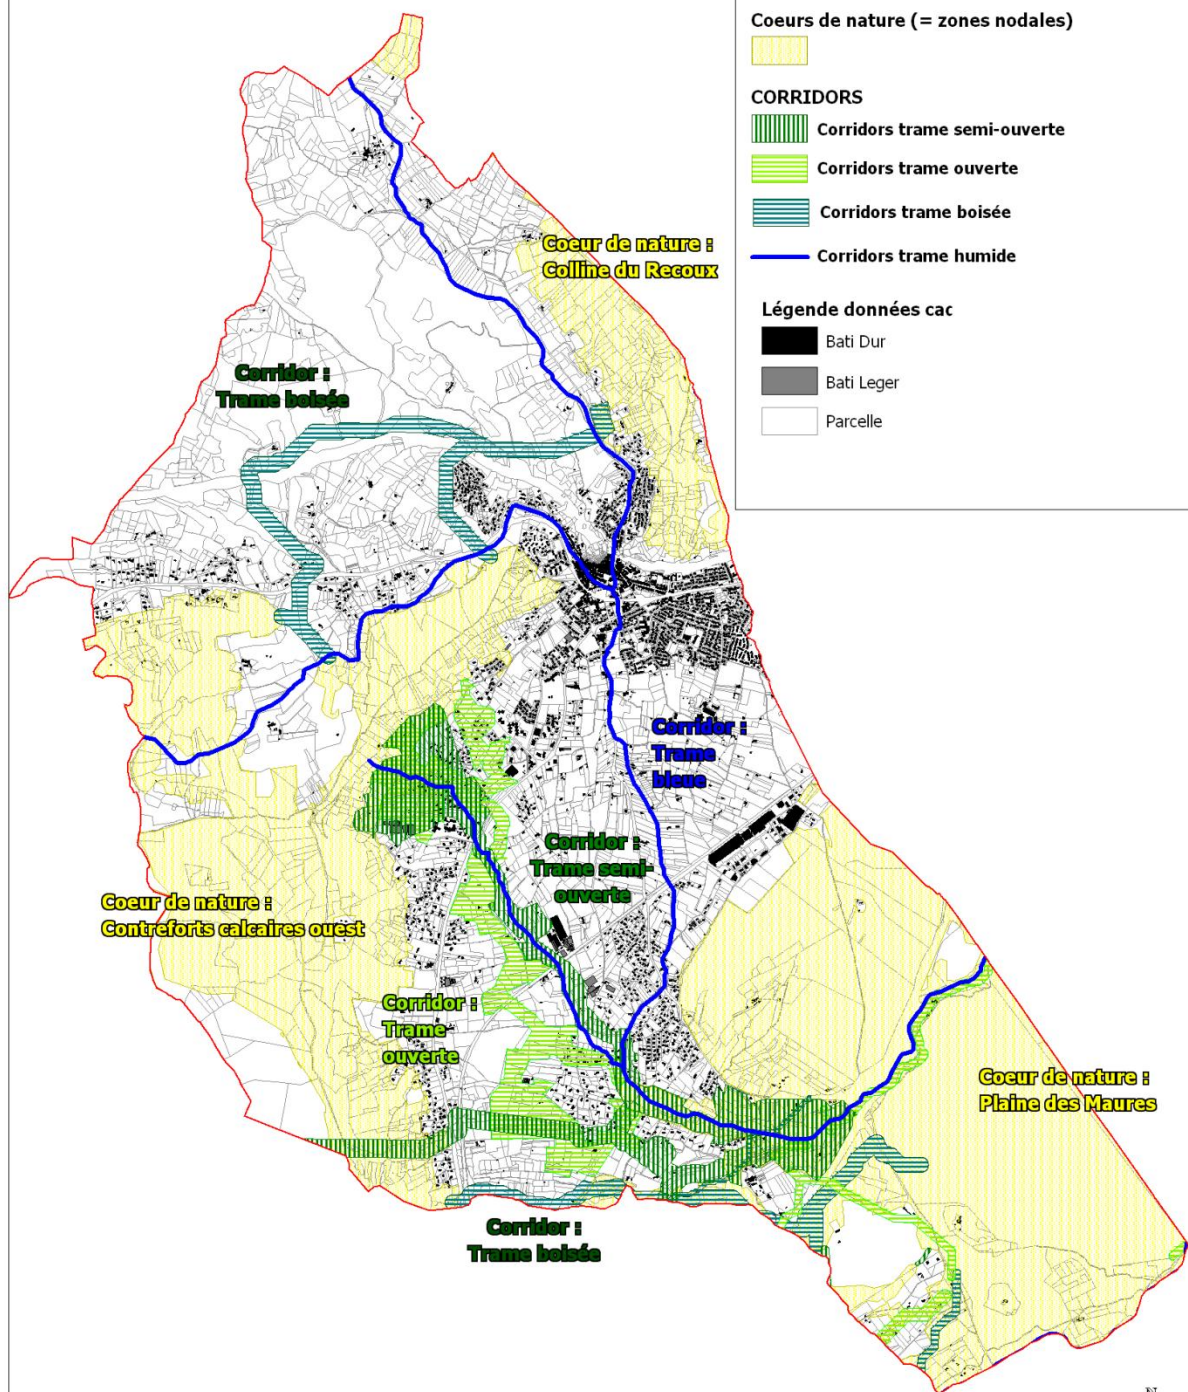 Coeurs de nature (= zones nodales)
CORRIDORS
Corridors trame semi-ouverte
Corridors trame ouverte
Corridors trame boisée
Corridors trame humide
Légende données cac
Bati Dur
Bati Leger
Parcelle
Coeur de nature :
Colline du Recoux
Corridor :
Trame boisée
Corridor :
Trame
bleue
Corridor :
Trame semi-
ouverte
Coeur de nature :
Contreforts calcaires ouest
Corridor :
Trame
ouverte
Coeur de nature :
Plaine des Maures
Corridor :
Trame boisée
N